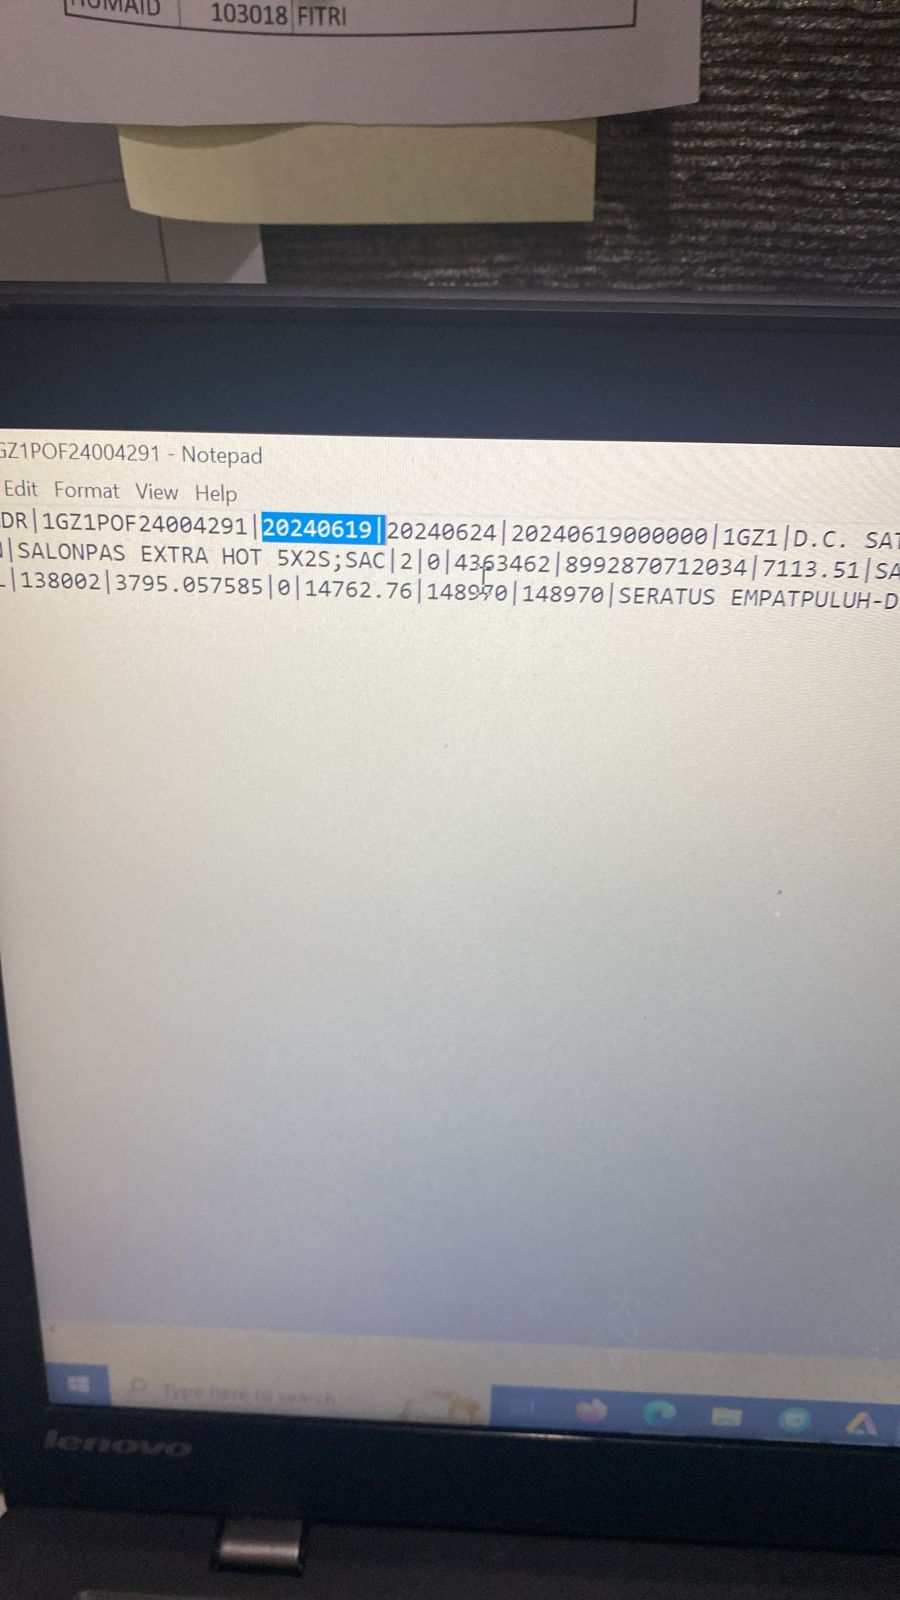 HUMAID 103018 FITRI
GZ1POF24004291 - Notepad
Edit Format View Help
DR|1GZ1POF24004291|20240619|20240624|20240619000000|1GZ1|D.C. SAT
|SALONPAS EXTRA HOT 5X2S;SAC|2|0|4363462|8992870712034|7113.51|SA
|138002|3795.057585|0|14762.76|148970|148970|SERATUS EMPATPULUH-D
Type here to search
lenovo